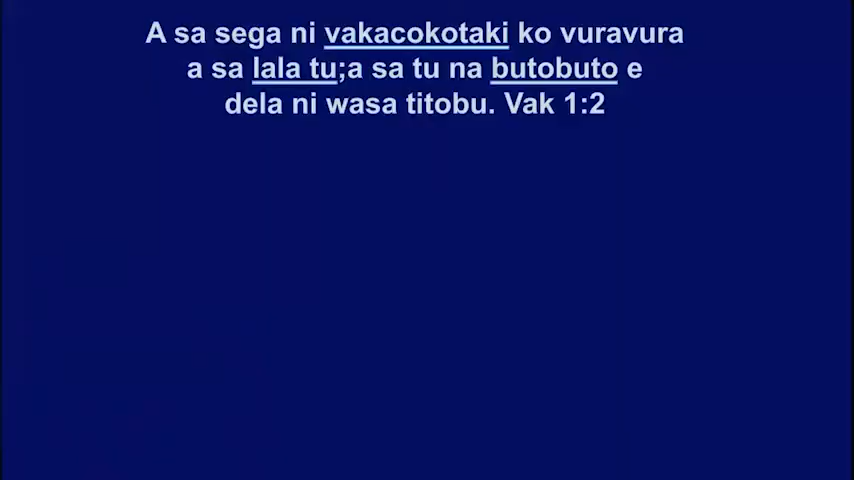 A sa sega ni vakacokotaki ko vuravura
a sa lala tu;a sa tu na butobuto e
dela ni wasa titobu. Vak 1:2